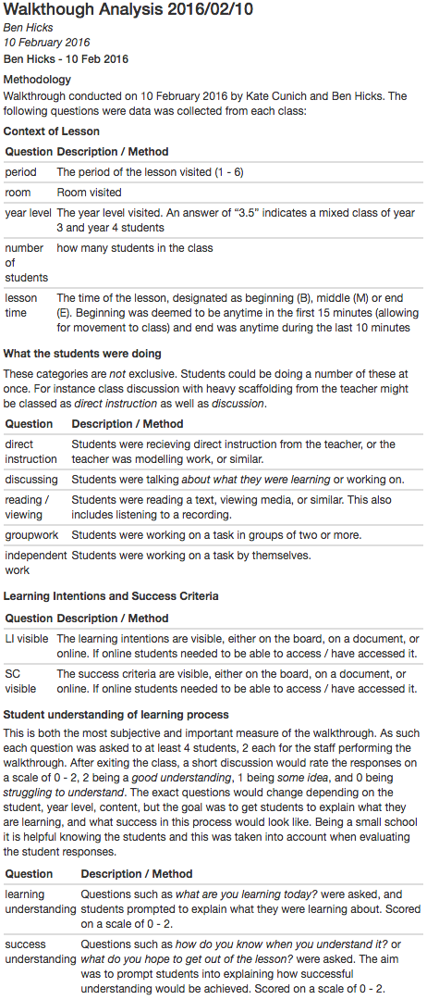 Walkthough Analysis 2016/02/10
Ben Hicks
10 February 2016
Ben Hicks - 10 Feb 2016
Methodology
Walkthrough conducted on 10 February 2016 by Kate Cunich and Ben Hicks. The
following questions were data was collected from each class:
Context of Lesson
Question Description / Method
period The period of the lesson visited (1 - 6)
room Room visited
year level The year level visited. An answer of “3.5” indicates a mixed class of year
3 and year 4 students
number how many students in the class
of
students
lesson The time of the lesson, designated as beginning (B), middle (M) or end
time (E). Beginning was deemed to be anytime in the first 15 minutes (allowing
for movement to class) and end was anytime during the last 10 minutes
What the students were doing
These categories are not exclusive. Students could be doing a number of these at
once. For instance class discussion with heavy scaffolding from the teacher might
be classed as direct instruction as well as discussion.
Question Description / Method
direct Students were recieving direct instruction from the teacher, or the
instruction teacher was modelling work, or similar.
discussing Students were talking about what they were learning or working on.
reading / Students were reading a text, viewing media, or similar. This also
viewing includes listening to a recording.
groupwork Students were working on a task in groups of two or more.
independent Students were working on a task by themselves.
work
Learning Intentions and Success Criteria
Question Description / Method
LI visible The learning intentions are visible, either on the board, on a document, or
online. If online students needed to be able to access / have accessed it.
SC The success criteria are visible, either on the board, on a document, or
visible online. If online students needed to be able to access / have accessed it.
Student understanding of learning process
This is both the most subjective and important measure of the walkthrough. As such
each question was asked to at least 4 students, 2 each for the staff performing the
walkthrough. After exiting the class, a short discussion would rate the responses on
a scale of 0 - 2, 2 being a good understanding, 1 being some idea, and 0 being
struggling to understand. The exact questions would change depending on the
student, year level, content, but the goal was to get students to explain what they
are learning, and what success in this process would look like. Being a small school
it is helpful knowing the students and this was taken into account when evaluating
the student responses.
Question Description / Method
learning Questions such as what are you learning today? were asked, and
understanding students prompted to explain what they were learning about. Scored
on a scale of 0 - 2.
success Questions such as how do you know when you understand it? or
understanding what do you hope to get out of the lesson? were asked. The aim
was to prompt students into explaining how successful
understanding would be achieved. Scored on a scale of 0 - 2.